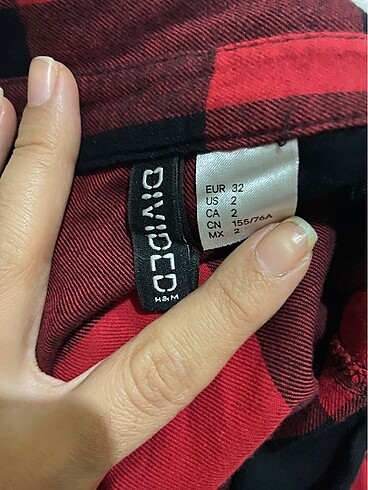 DIVIDED
H&M
EUR 32
US 2
CA 2
CN 155/76A
MX 2